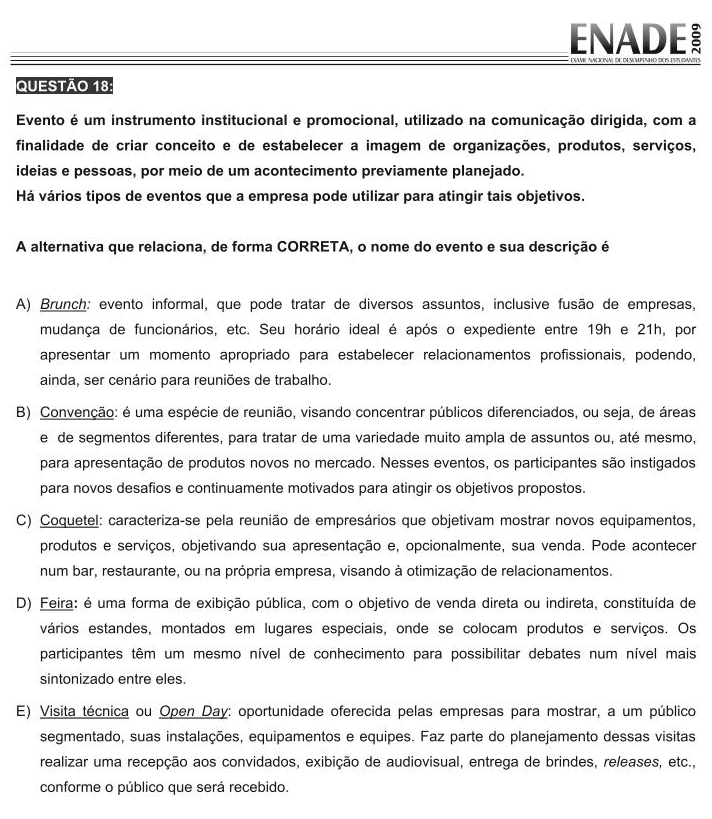 ENADE 2009
EXAME NACIONAL DE DESEMPENHO DOS ESTUDANTES
QUESTÃO 18:
Evento é um instrumento institucional e promocional, utilizado na comunicação dirigida, com a
finalidade de criar conceito e de estabelecer a imagem de organizações, produtos, serviços,
ideias e pessoas, por meio de um acontecimento previamente planejado.
Há vários tipos de eventos que a empresa pode utilizar para atingir tais objetivos.
A alternativa que relaciona, de forma CORRETA, o nome do evento e sua descrição é
A) Brunch: evento informal, que pode tratar de diversos assuntos, inclusive fusão de empresas,
mudança de funcionários, etc. Seu horário ideal é após o expediente entre 19h e 21h, por
apresentar um momento apropriado para estabelecer relacionamentos profissionais, podendo,
ainda, ser cenário para reuniões de trabalho.
B) Convenção: é uma espécie de reunião, visando concentrar públicos diferenciados, ou seja, de áreas
e de segmentos diferentes, para tratar de uma variedade muito ampla de assuntos ou, até mesmo,
para apresentação de produtos novos no mercado. Nesses eventos, os participantes são instigados
para novos desafios e continuamente motivados para atingir os objetivos propostos.
C) Coquetel: caracteriza-se pela reunião de empresários que objetivam mostrar novos equipamentos,
produtos e serviços, objetivando sua apresentação e, opcionalmente, sua venda. Pode acontecer
num bar, restaurante, ou na própria empresa, visando à otimização de relacionamentos.
D) Feira: é uma forma de exibição pública, com o objetivo de venda direta ou indireta, constituída de
vários estandes, montados em lugares especiais, onde se colocam produtos e serviços. Os
participantes têm um mesmo nível de conhecimento para possibilitar debates num nível mais
sintonizado entre eles.
E) Visita técnica ou Open Day: oportunidade oferecida pelas empresas para mostrar, a um público
segmentado, suas instalações, equipamentos e equipes. Faz parte do planejamento dessas visitas
realizar uma recepção aos convidados, exibição de audiovisual, entrega de brindes, releases, etc.,
conforme o público que será recebido.